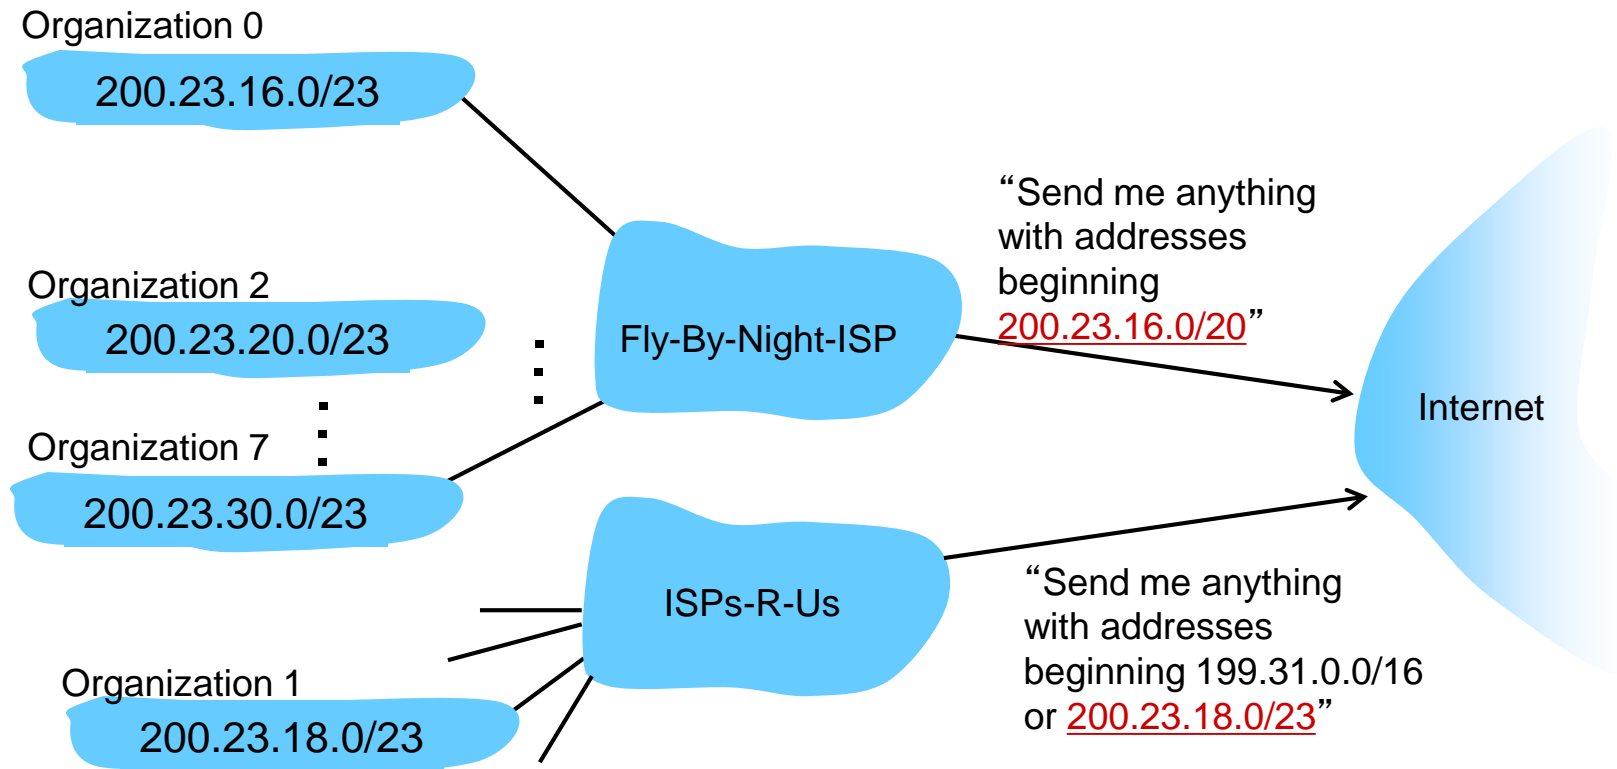 Organization 0
200.23.16.0/23
Organization 2
200.23.20.0/23
Organization 7
200.23.30.0/23
Fly-By-Night-ISP
“Send me anything
with addresses
beginning
200.23.16.0/20”
Internet
ISPs-R-Us
Organization 1
200.23.18.0/23
“Send me anything
with addresses
beginning 199.31.0.0/16
or 200.23.18.0/23”